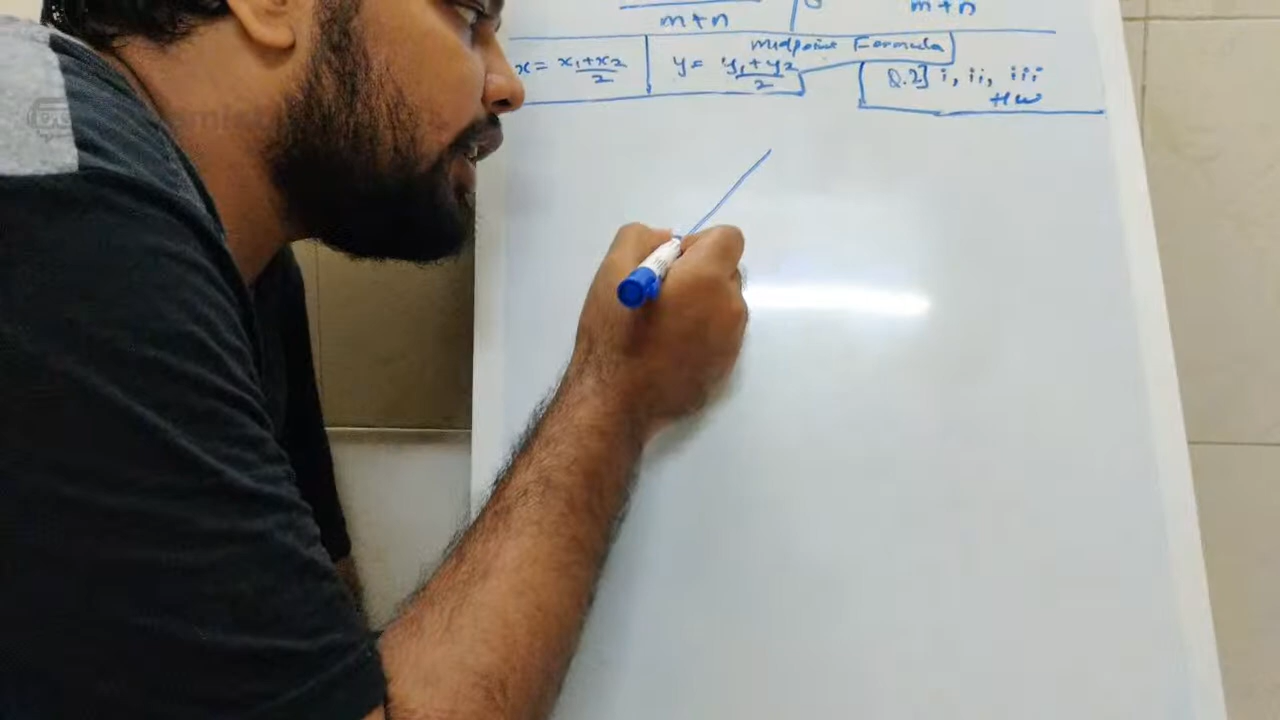 m+n m+n
Midpoint Formula
x = x₁+x₂/2 y = y₁+y₂/2 Q.2] i, ii, iii
HW